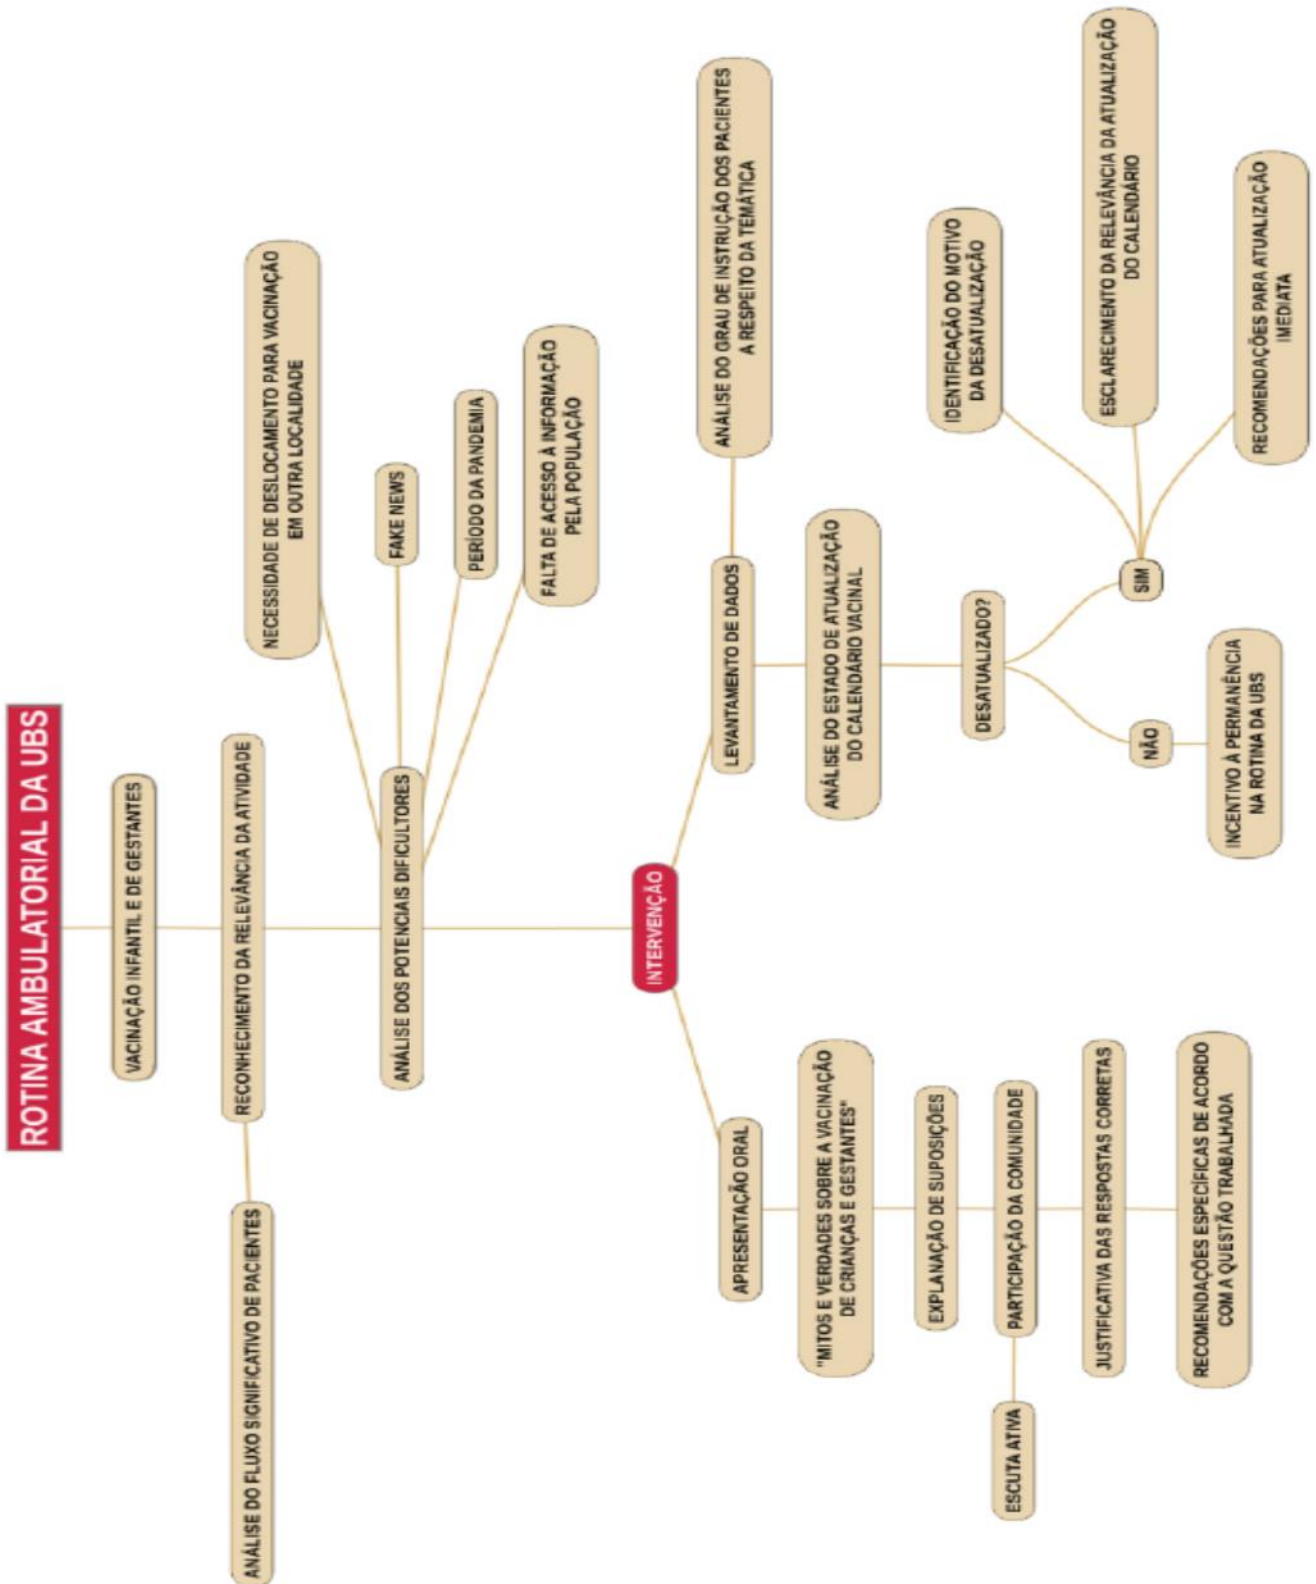 ROTINA AMBULATORIAL DA UBS
VACINAÇÃO INFANTIL E DE GESTANTES
RECONHECIMENTO DA RELEVÂNCIA DA ATIVIDADE
ANÁLISE DO FLUXO SIGNIFICATIVO DE PACIENTES
ANÁLISE DOS POTENCIAIS DIFICULTORES
NECESSIDADE DE DESLOCAMENTO PARA VACINAÇÃO
EM OUTRA LOCALIDADE
FAKE NEWS
PERÍODO DA PANDEMIA
FALTA DE ACESSO À INFORMAÇÃO
PELA POPULAÇÃO
INTERVENÇÃO
APRESENTAÇÃO ORAL
"MITOS E VERDADES SOBRE A VACINAÇÃO
DE CRIANÇAS E GESTANTES"
EXPLANAÇÃO DE SUPOSIÇÕES
PARTICIPAÇÃO DA COMUNIDADE
ESCUTA ATIVA
JUSTIFICATIVA DAS RESPOSTAS CORRETAS
RECOMENDAÇÕES ESPECÍFICAS DE ACORDO
COM A QUESTÃO TRABALHADA
LEVANTAMENTO DE DADOS
ANÁLISE DO GRAU DE INSTRUÇÃO DOS PACIENTES
A RESPEITO DA TEMÁTICA
ANÁLISE DO ESTADO DE ATUALIZAÇÃO
DO CALENDÁRIO VACINAL
DESATUALIZADO?
NÃO
INCENTIVO À PERMANÊNCIA
NA ROTINA DA UBS
SIM
IDENTIFICAÇÃO DO MOTIVO
DA DESATUALIZAÇÃO
ESCLARECIMENTO DA RELEVÂNCIA DA ATUALIZAÇÃO
DO CALENDÁRIO
RECOMENDAÇÕES PARA ATUALIZAÇÃO
IMEDIATA